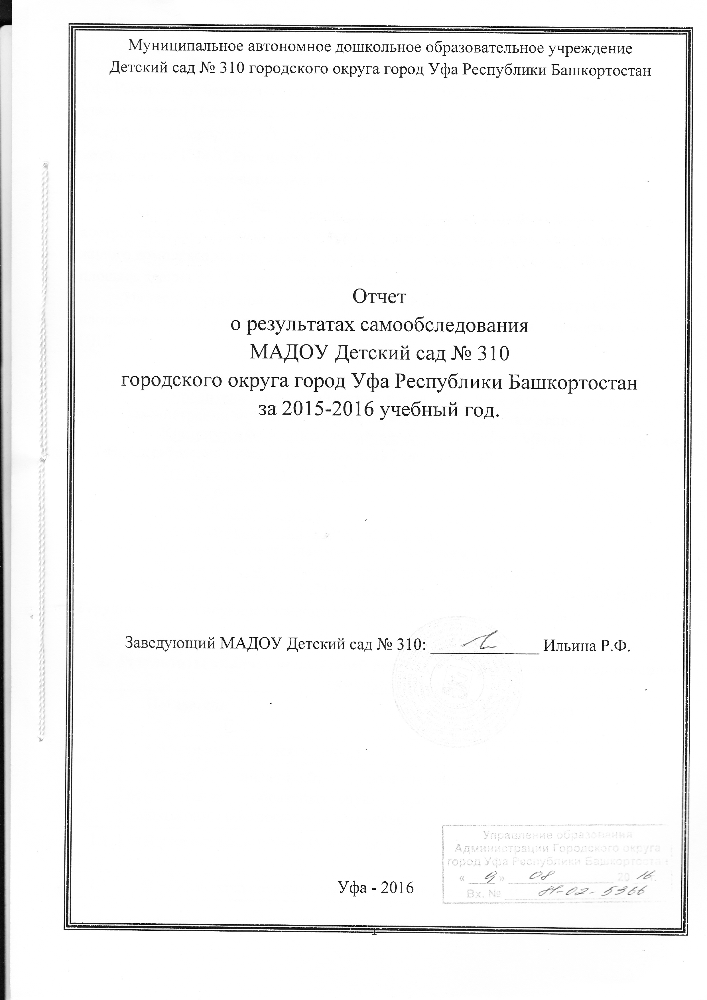 Муниципальное автономное дошкольное образовательное учреждение
Детский сад № 310 городского округа город Уфа Республики Башкортостан
Отчет
о результатах самообследования
МАДОУ Детский сад № 310
городского округа город Уфа Республики Башкортостан
за 2015-2016 учебный год.
Заведующий МАДОУ Детский сад № 310: Ильина Р.Ф.
Управление образования
Администрации Городского округа
город Уфа Республики Башкортостан
« 9 » 08 20 16 г.
Вх. № 81-02-5366
Уфа - 2016
1